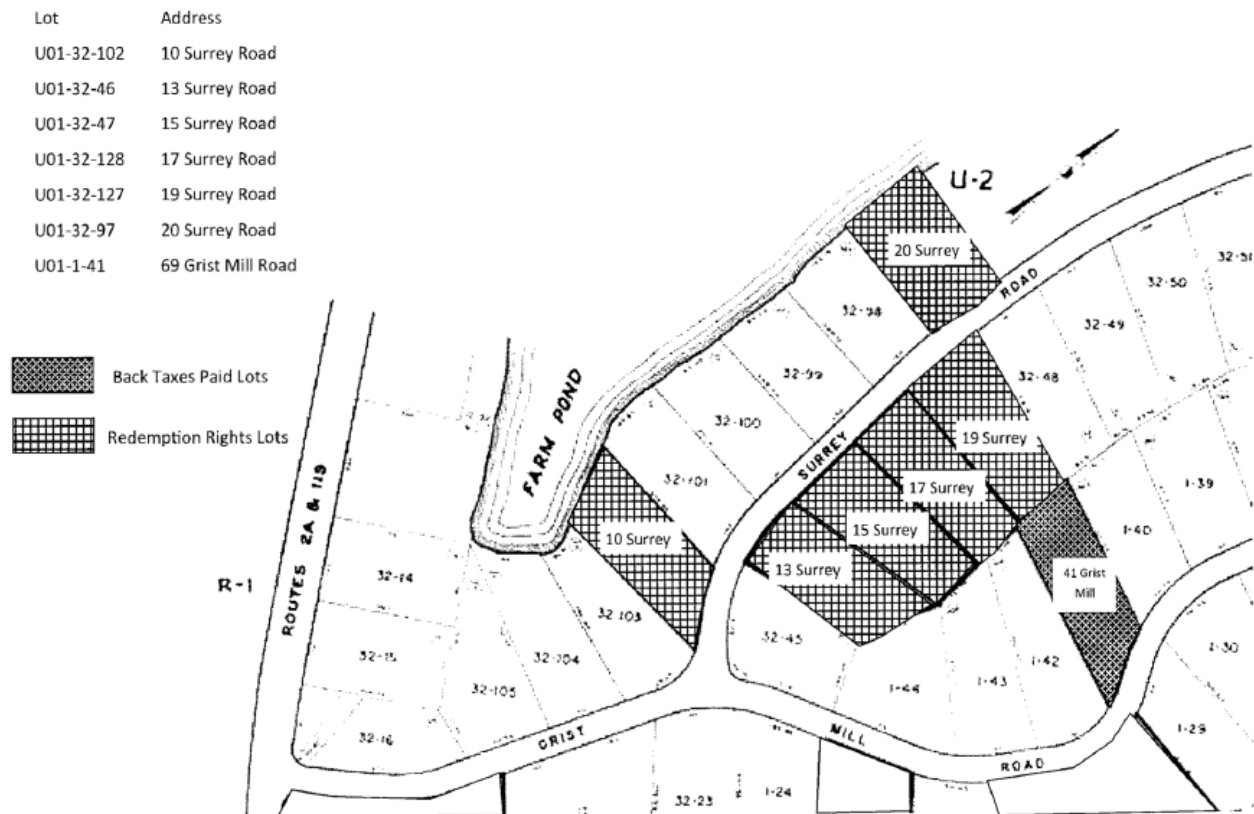 Lot Address
U01-32-102 10 Surrey Road
U01-32-46 13 Surrey Road
U01-32-47 15 Surrey Road
U01-32-128 17 Surrey Road
U01-32-127 19 Surrey Road
U01-32-97 20 Surrey Road
U01-1-41 69 Grist Mill Road
Back Taxes Paid Lots
Redemption Rights Lots
U-2
20 Surrey
ROAD
32-51
32-50
32-49
32-48
32-98
32-99
32-100
32-101
FARM POND
SURREY
19 Surrey
17 Surrey
15 Surrey
13 Surrey
10 Surrey
1-39
1-40
41 Grist
Mill
R-1
ROUTES 2A & 119
32-14
32-15
32-16
32-103
32-104
32-105
32-45
1-44
1-43
1-42
1-30
1-29
GRIST
MILL
ROAD
32-23
1-24